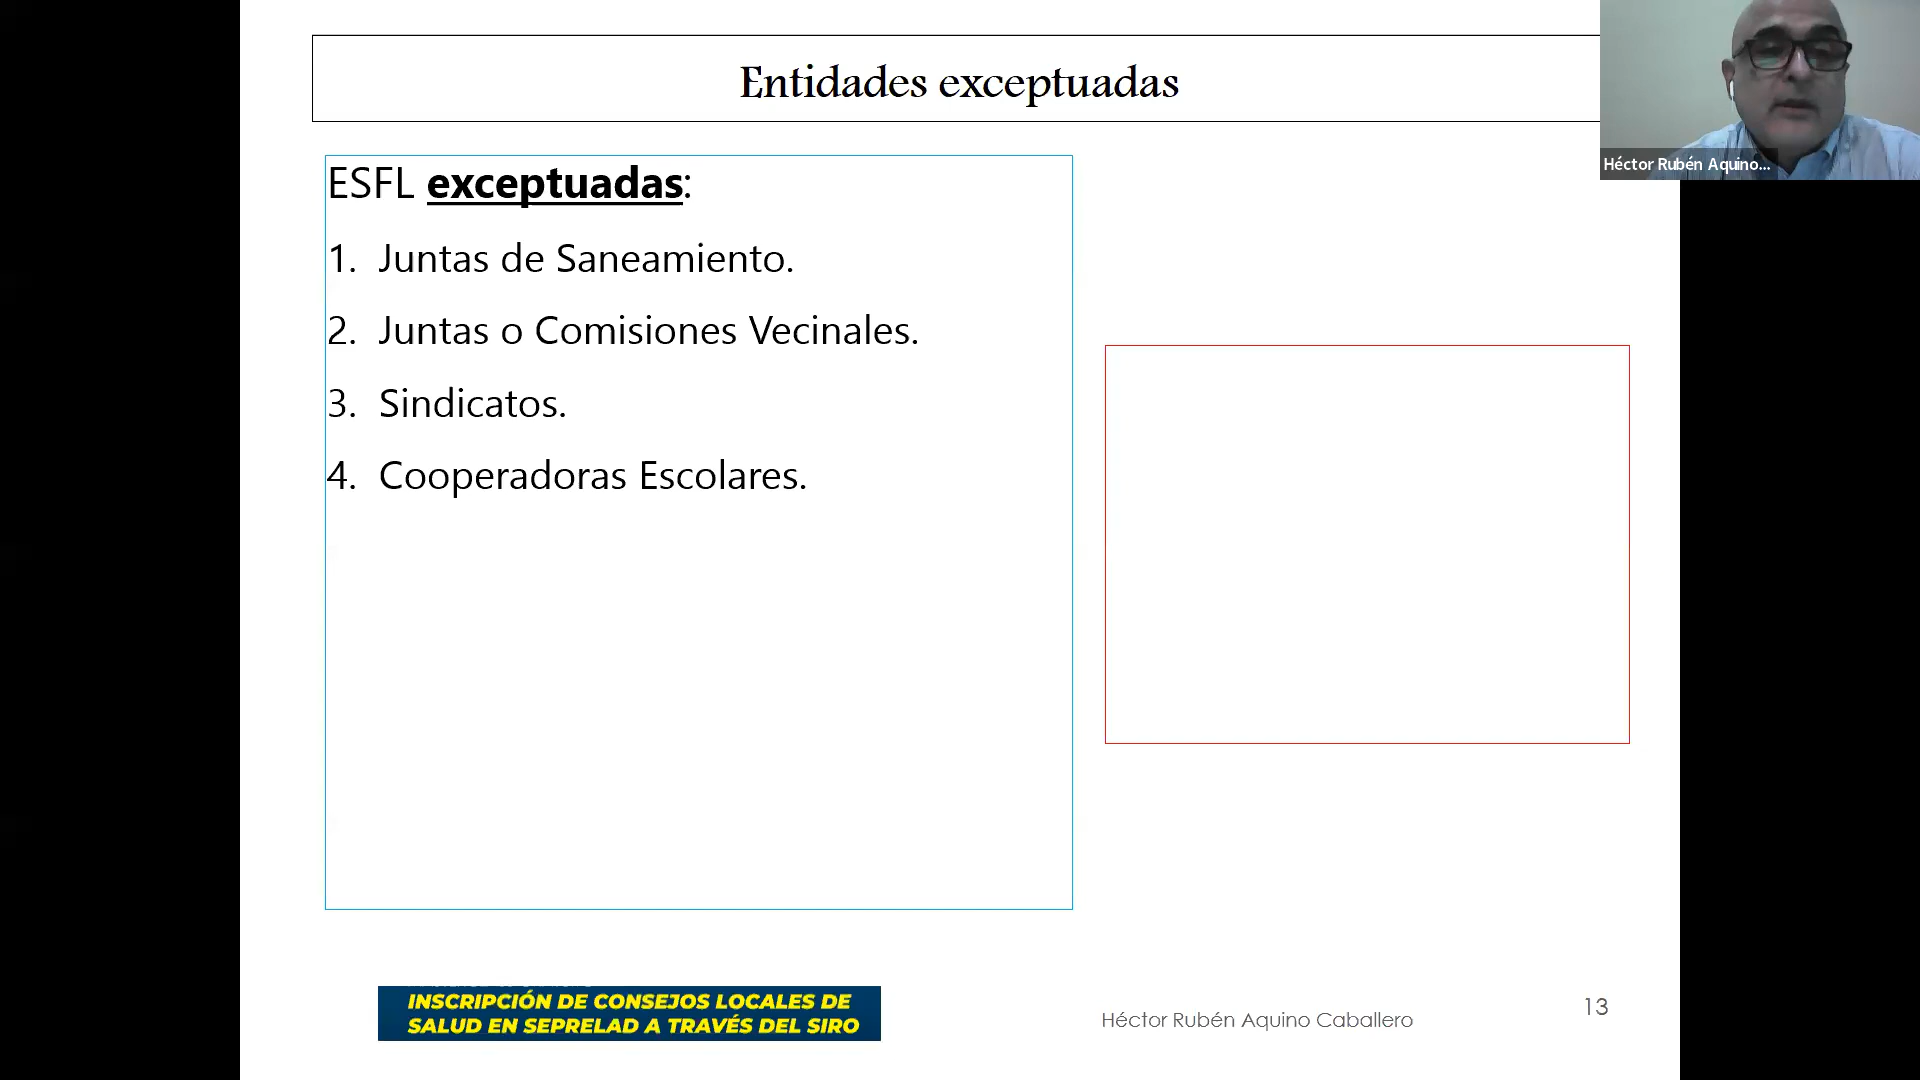 Entidades exceptuadas
Héctor Rubén Aquino...
ESFL exceptuadas:
1. Juntas de Saneamiento.
2. Juntas o Comisiones Vecinales.
3. Sindicatos.
4. Cooperadoras Escolares.
INSCRIPCIÓN DE CONSEJOS LOCALES DE
SALUD EN SEPRELAD A TRAVÉS DEL SIRO
Héctor Rubén Aquino Caballero
13